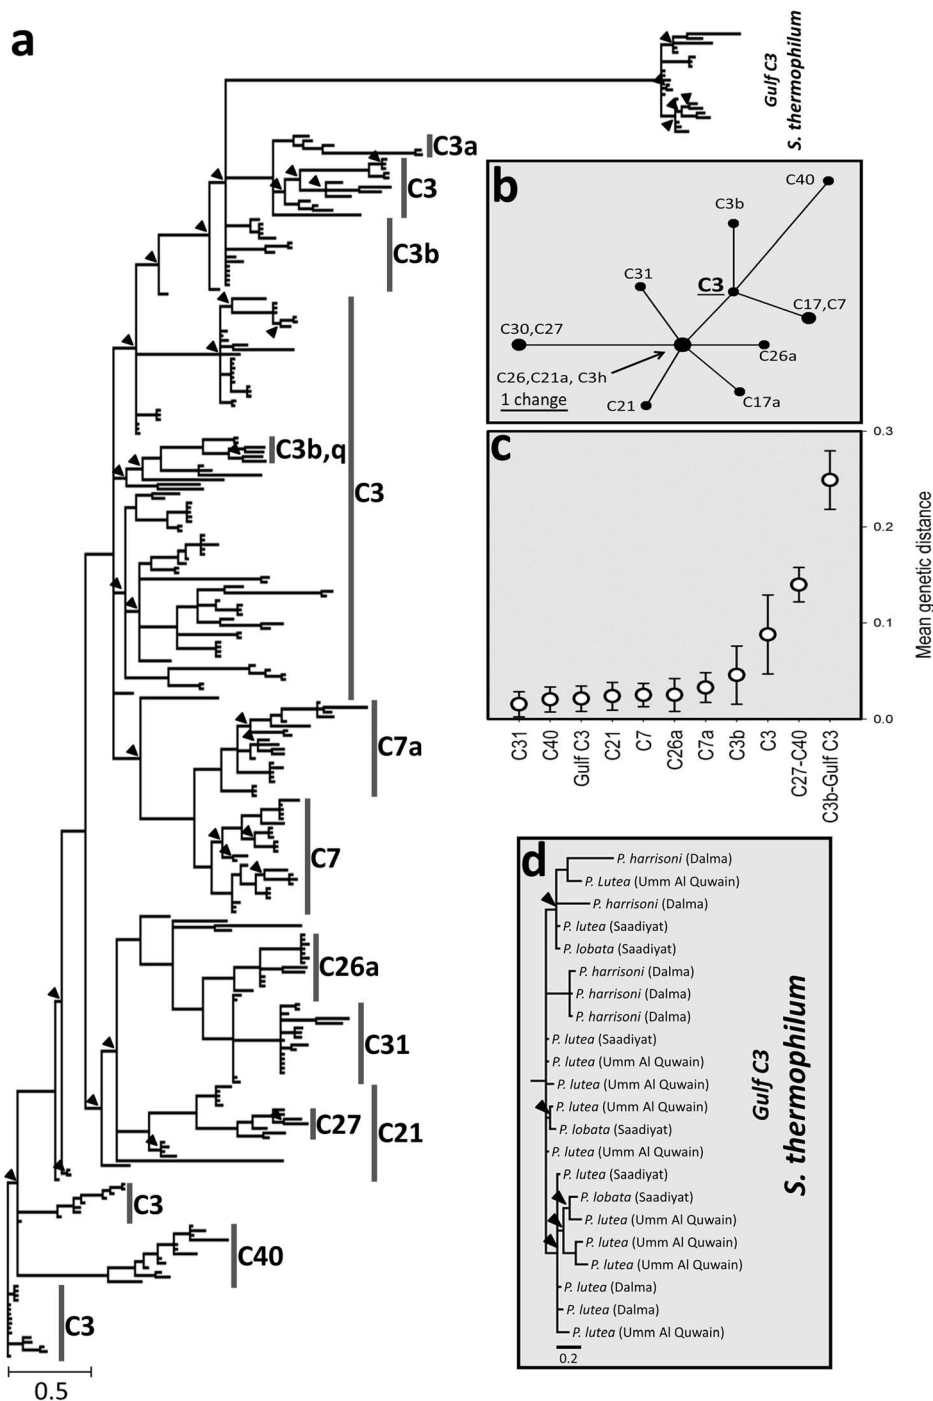 a
Gulf C3
S. thermophilum
C3a
C3
C3b
C3
C3b,q
C7a
C7
C26a
C31
C27
C21
C3
C40
C3
0.5
b
C40
C3b
C31
C3
C17,C7
C30,C27
C26a
C26,C21a, C3h
1 change
C21
C17a
c
0.3
0.2
0.1
0.0
Mean genetic distance
C31
C40
Gulf C3
C21
C7
C26a
C7a
C3b
C3
C27-C40
C3b-Gulf C3
d
P. harrisoni (Dalma)
P. Lutea (Umm Al Quwain)
P. harrisoni (Dalma)
P. lutea (Saadiyat)
P. lobata (Saadiyat)
P. harrisoni (Dalma)
P. harrisoni (Dalma)
P. harrisoni (Dalma)
P. lutea (Saadiyat)
P. lutea (Umm Al Quwain)
P. lutea (Umm Al Quwain)
P. lutea (Umm Al Quwain)
P. lobata (Saadiyat)
P. lutea (Umm Al Quwain)
P. lutea (Saadiyat)
P. lobata (Saadiyat)
P. lutea (Umm Al Quwain)
P. lutea (Umm Al Quwain)
P. lutea (Umm Al Quwain)
P. lutea (Dalma)
P. lutea (Dalma)
P. lutea (Umm Al Quwain)
0.2
Gulf C3
S. thermophilum